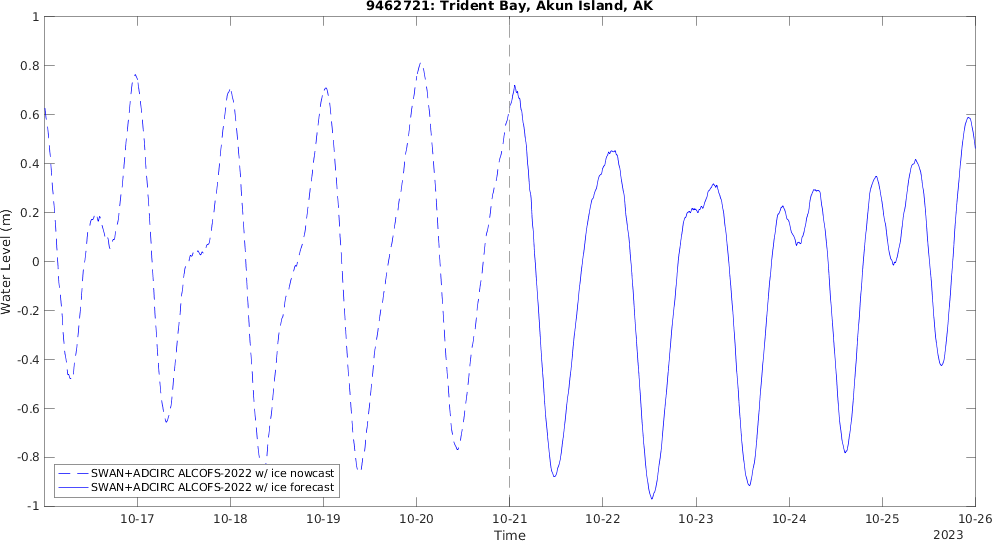 9462721: Trident Bay, Akun Island, AK
1
0.8
0.6
0.4
0.2
0
-0.2
-0.4
-0.6
-0.8
-1
Water Level (m)
SWAN+ADCIRC ALCOFS-2022 w/ ice nowcast
SWAN+ADCIRC ALCOFS-2022 w/ ice forecast
10-17 10-18 10-19 10-20 10-21 10-22 10-23 10-24 10-25 10-26
Time
2023